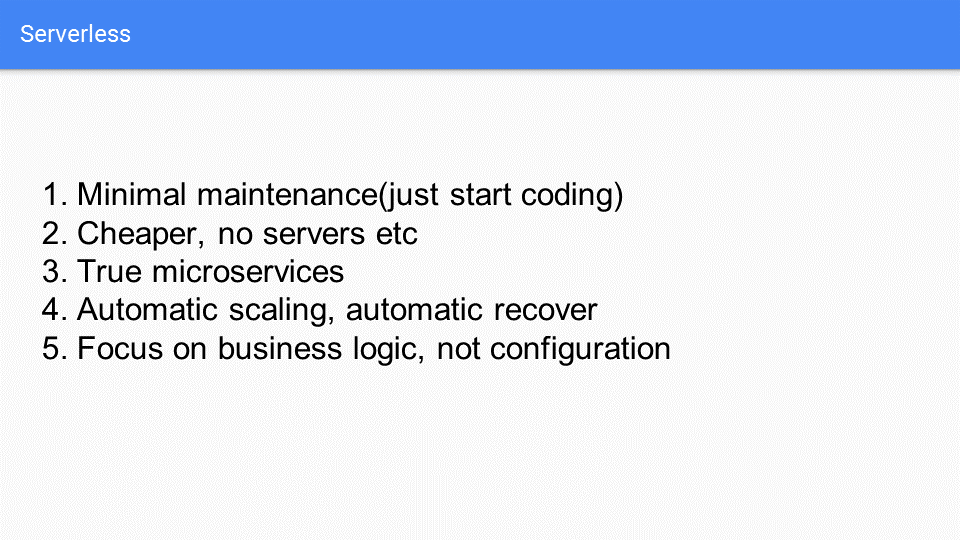 Serverless
1. Minimal maintenance(just start coding)
2. Cheaper, no servers etc
3. True microservices
4. Automatic scaling, automatic recover
5. Focus on business logic, not configuration